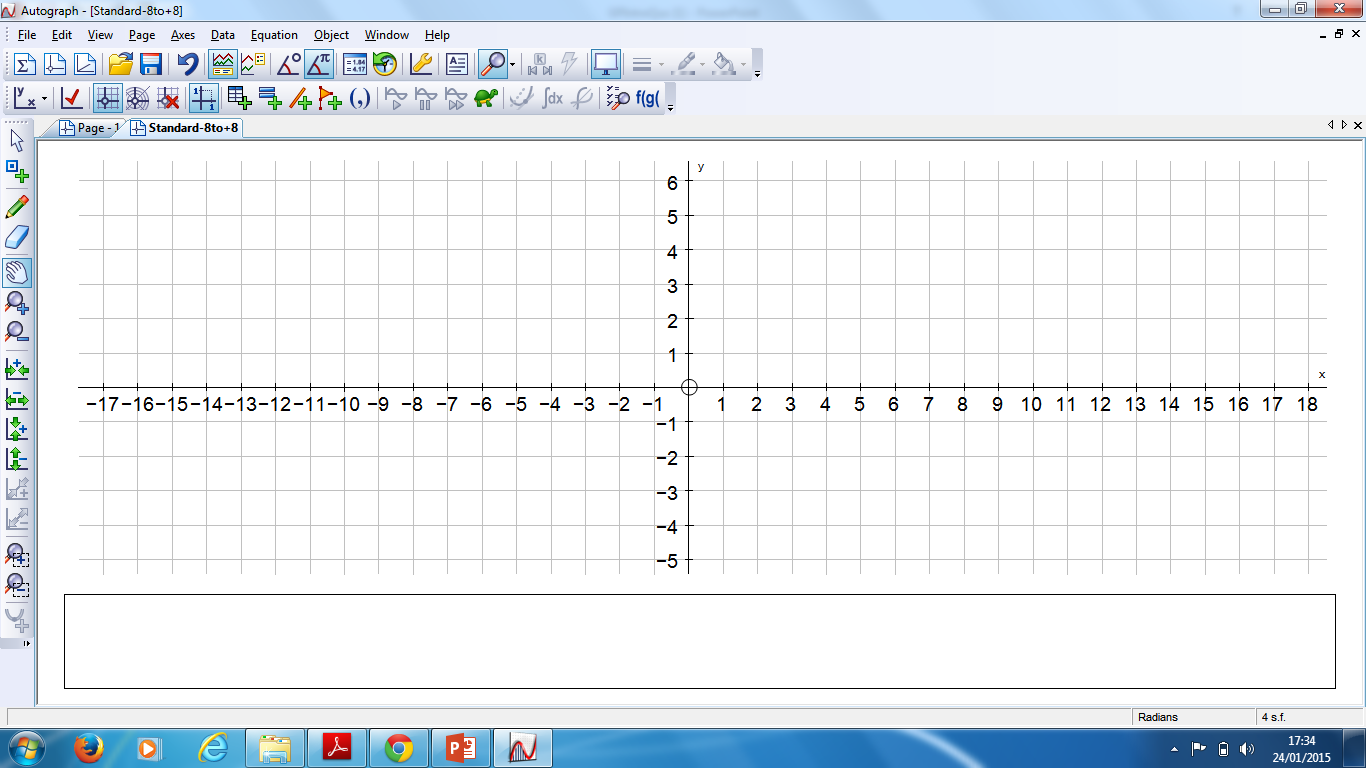 Autograph - [Standard-8to+8]
File Edit View Page Axes Data Equation Object Window Help
Page - 1 Standard-8to+8
y
6
5
4
3
2
1
x
−17 −16 −15 −14 −13 −12 −11 −10 −9 −8 −7 −6 −5 −4 −3 −2 −1 1 2 3 4 5 6 7 8 9 10 11 12 13 14 15 16 17 18
−1
−2
−3
−4
−5
Radians 4 s.f.
17:34
24/01/2015